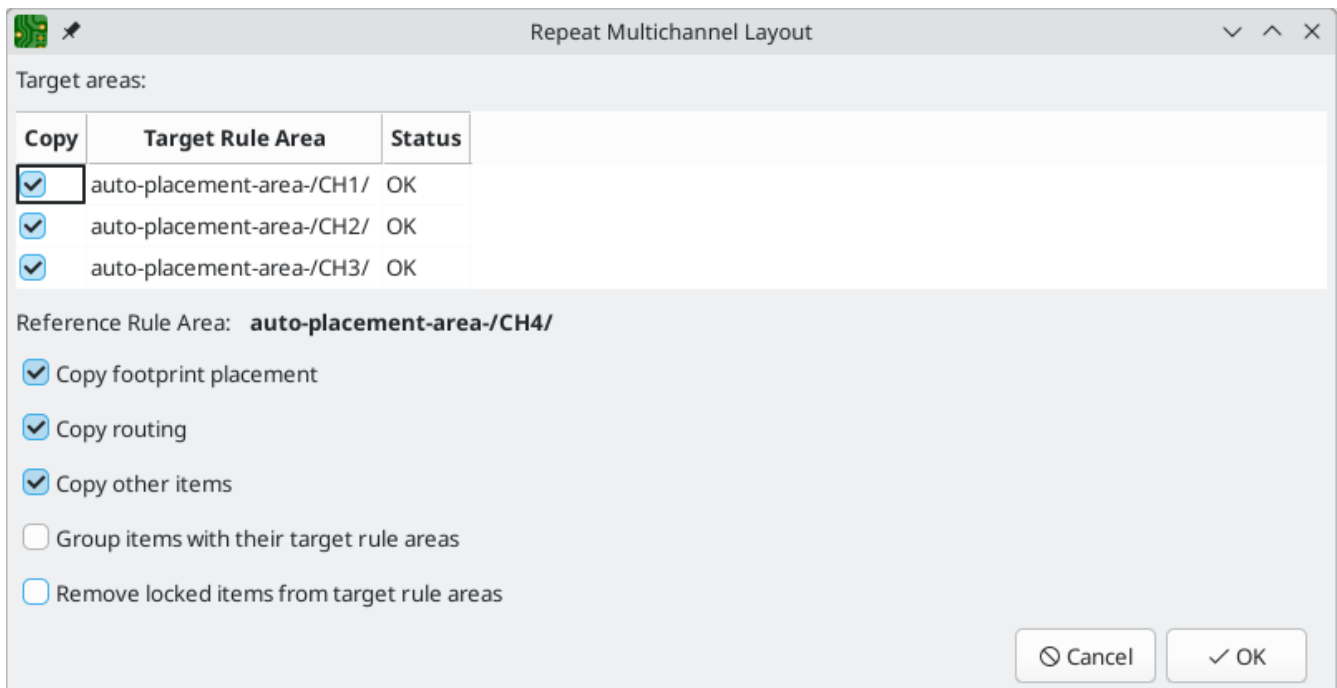 Repeat Multichannel Layout
Target areas:
Copy Target Rule Area Status
auto-placement-area-/CH1/ OK
auto-placement-area-/CH2/ OK
auto-placement-area-/CH3/ OK
Reference Rule Area: auto-placement-area-/CH4/
Copy footprint placement
Copy routing
Copy other items
Group items with their target rule areas
Remove locked items from target rule areas
Cancel OK